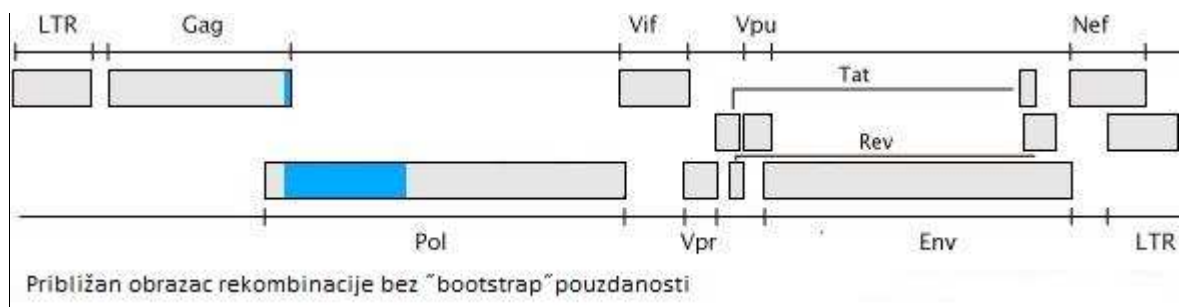 LTR Gag Vif Vpu Nef
Tat
Rev
Pol Vpr Env LTR
Približan obrazac rekombinacije bez ˝bootstrap˝ pouzdanosti